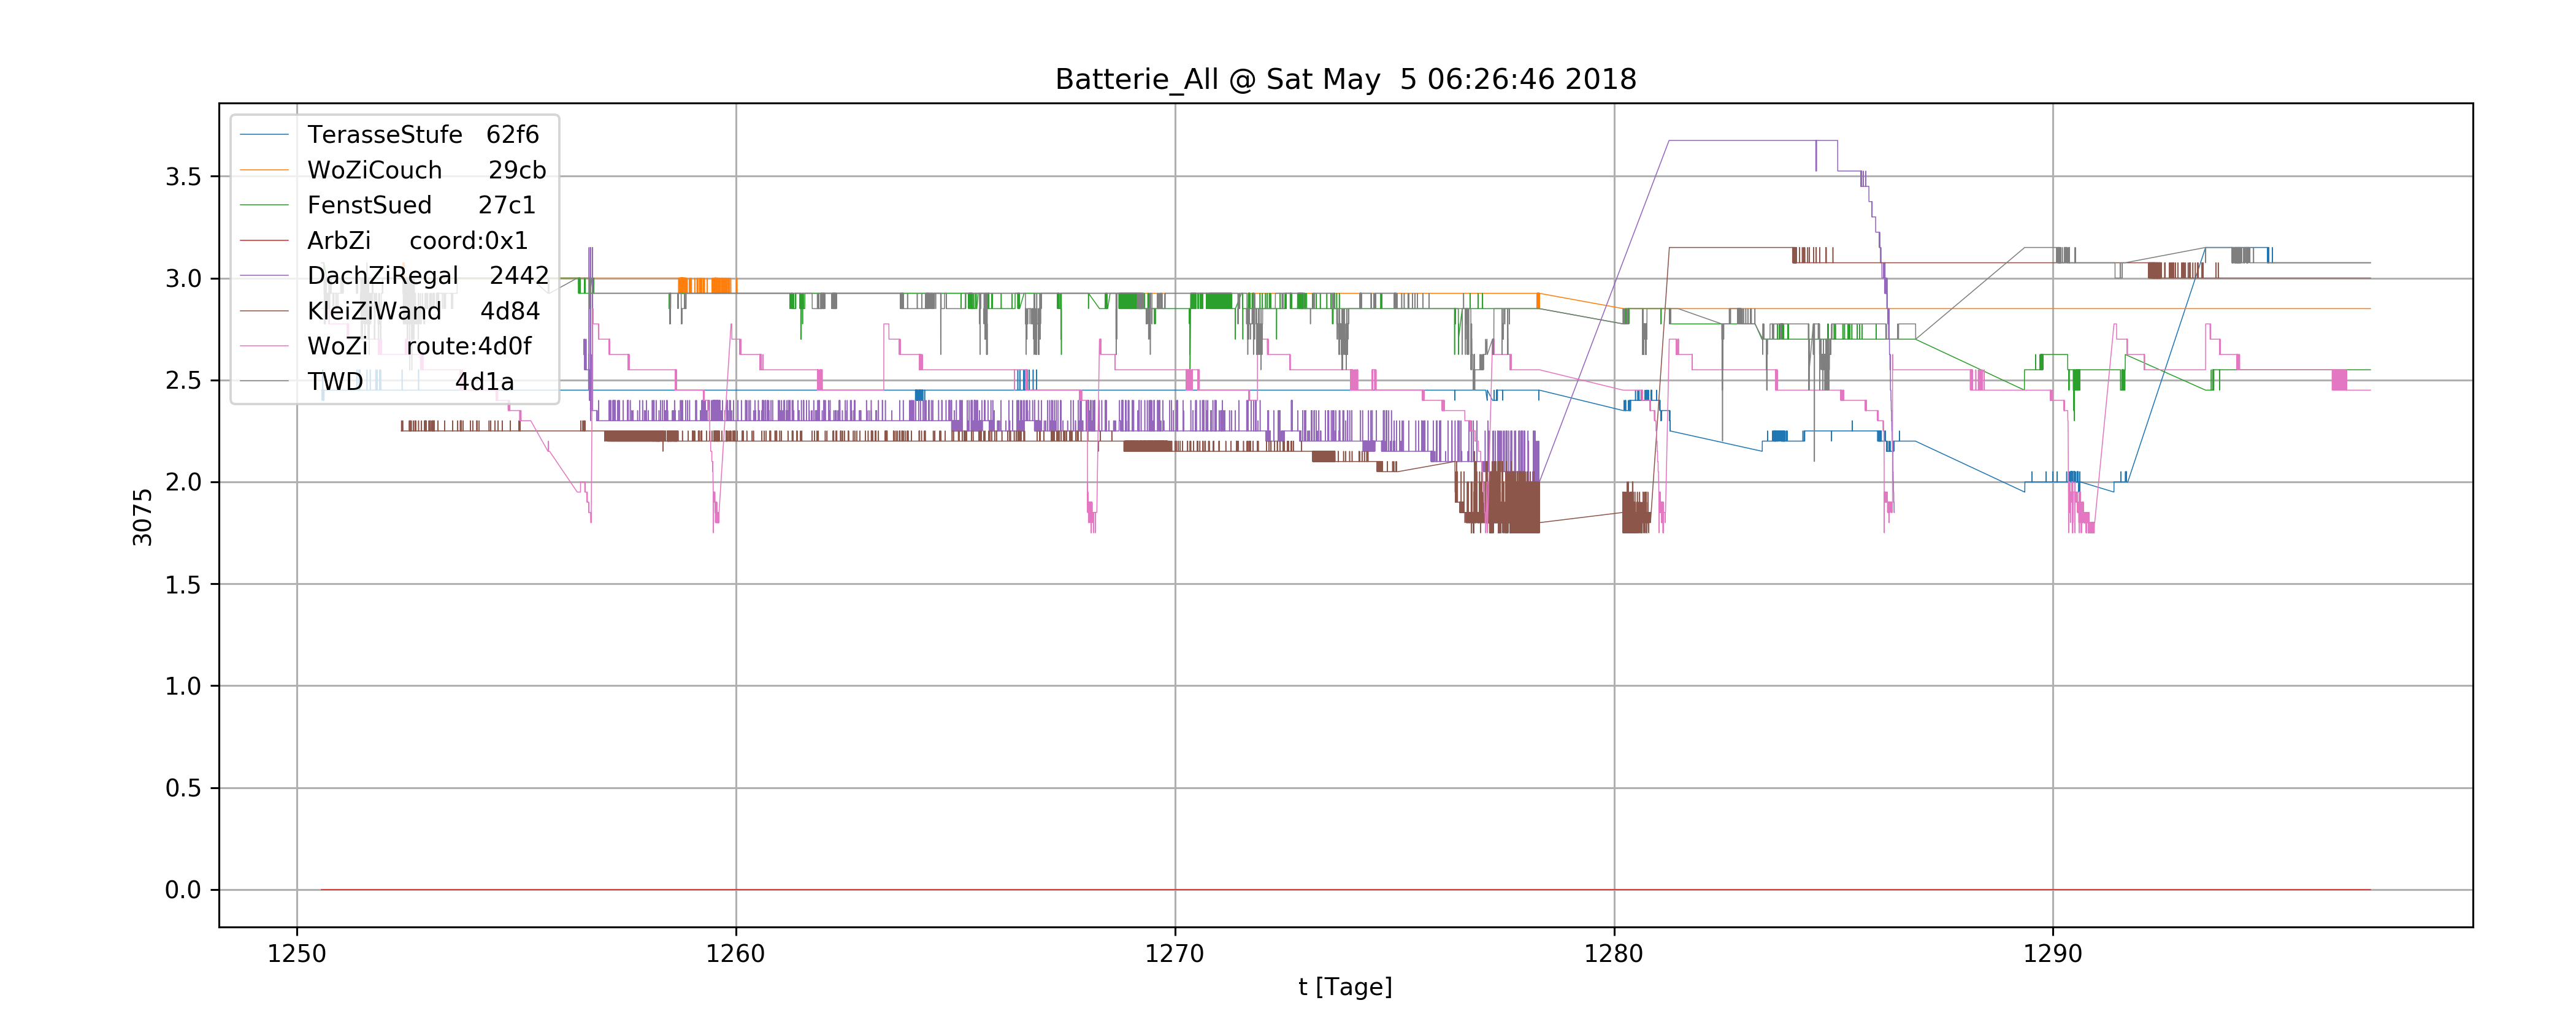 Batterie_All @ Sat May  5 06:26:46 2018
TerasseStufe 62f6
WoZiCouch 29cb
FenstSued 27c1
ArbZi coord:0x1
DachZiRegal 2442
KleiZiWand 4d84
WoZi route:4d0f
TWD 4d1a
3.5
3.0
2.5
2.0
1.5
1.0
0.5
0.0
3075
1250 1260 1270 1280 1290
t [Tage]